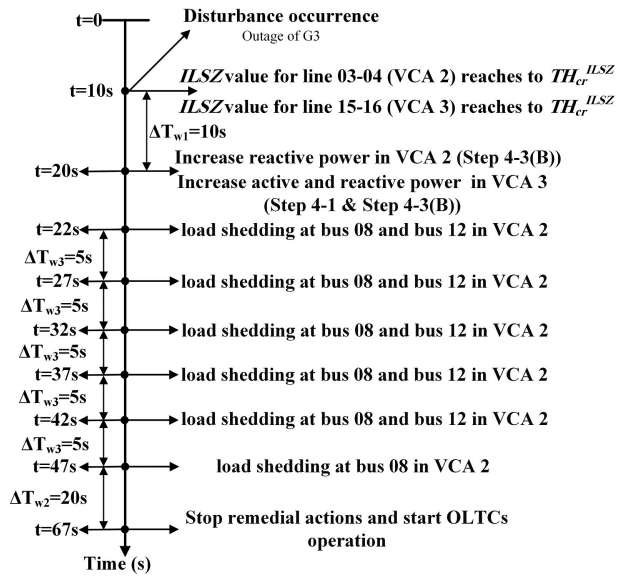 t=0
Disturbance occurrence
Outage of G3
t=10s
ILSZ value for line 03-04 (VCA 2) reaches to TH_cr^ILSZ
ILSZ value for line 15-16 (VCA 3) reaches to TH_cr^ILSZ
ΔT_w1=10s
Increase reactive power in VCA 2 (Step 4-3(B))
t=20s
Increase active and reactive power in VCA 3
(Step 4-1 & Step 4-3(B))
t=22s
load shedding at bus 08 and bus 12 in VCA 2
ΔT_w3=5s
t=27s
load shedding at bus 08 and bus 12 in VCA 2
ΔT_w3=5s
t=32s
load shedding at bus 08 and bus 12 in VCA 2
ΔT_w3=5s
t=37s
load shedding at bus 08 and bus 12 in VCA 2
ΔT_w3=5s
t=42s
load shedding at bus 08 and bus 12 in VCA 2
ΔT_w3=5s
t=47s
load shedding at bus 08 in VCA 2
ΔT_w2=20s
t=67s
Stop remedial actions and start OLTCs
operation
Time (s)